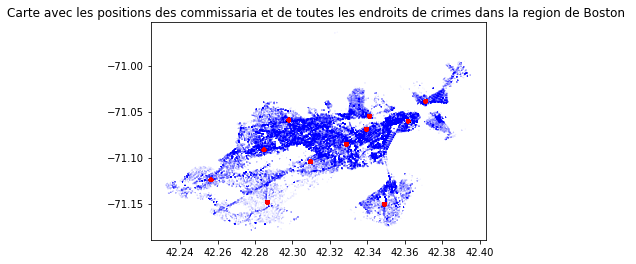 Carte avec les positions des commissaria et de toutes les endroits de crimes dans la region de Boston
−71.00
−71.05
−71.10
−71.15
42.24 42.26 42.28 42.30 42.32 42.34 42.36 42.38 42.40